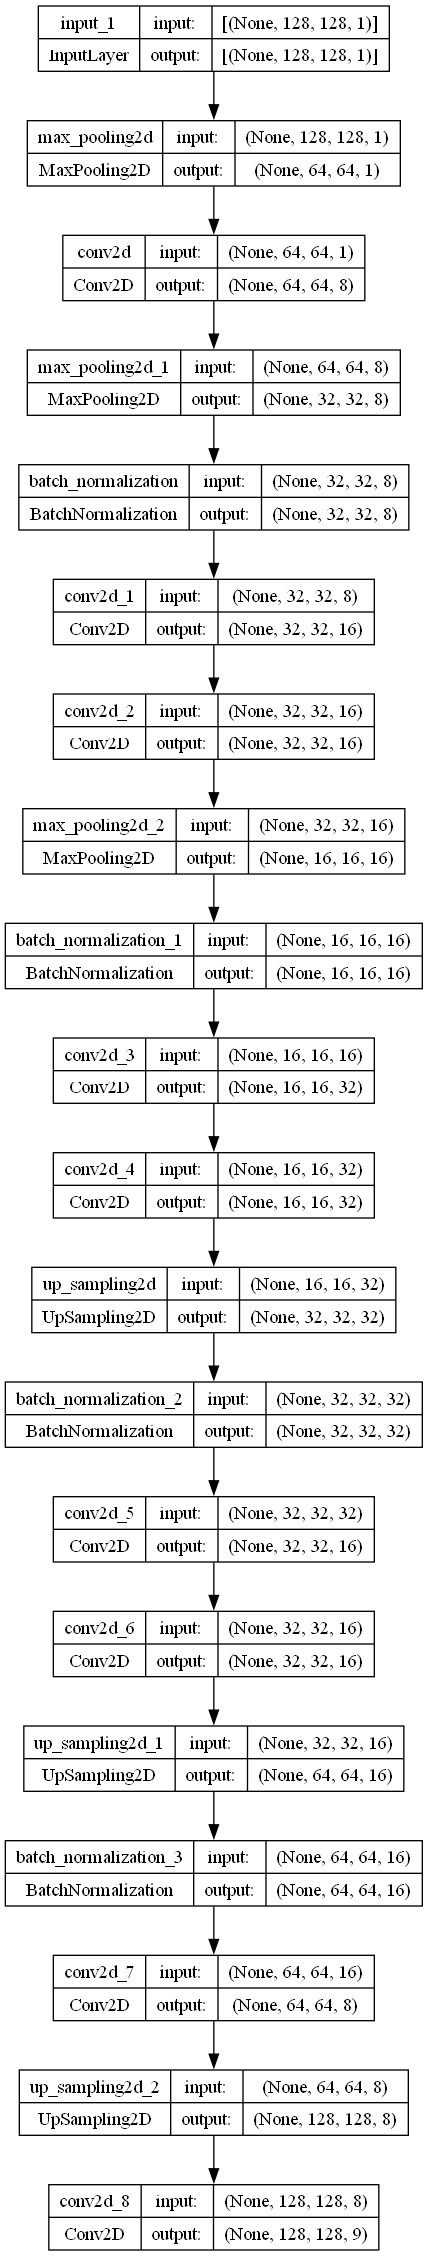 input_1 input: [(None, 128, 128, 1)]
InputLayer output: [(None, 128, 128, 1)]
max_pooling2d input: (None, 128, 128, 1)
MaxPooling2D output: (None, 64, 64, 1)
conv2d input: (None, 64, 64, 1)
Conv2D output: (None, 64, 64, 8)
max_pooling2d_1 input: (None, 64, 64, 8)
MaxPooling2D output: (None, 32, 32, 8)
batch_normalization input: (None, 32, 32, 8)
BatchNormalization output: (None, 32, 32, 8)
conv2d_1 input: (None, 32, 32, 8)
Conv2D output: (None, 32, 32, 16)
conv2d_2 input: (None, 32, 32, 16)
Conv2D output: (None, 32, 32, 16)
max_pooling2d_2 input: (None, 32, 32, 16)
MaxPooling2D output: (None, 16, 16, 16)
batch_normalization_1 input: (None, 16, 16, 16)
BatchNormalization output: (None, 16, 16, 16)
conv2d_3 input: (None, 16, 16, 16)
Conv2D output: (None, 16, 16, 32)
conv2d_4 input: (None, 16, 16, 32)
Conv2D output: (None, 16, 16, 32)
up_sampling2d input: (None, 16, 16, 32)
UpSampling2D output: (None, 32, 32, 32)
batch_normalization_2 input: (None, 32, 32, 32)
BatchNormalization output: (None, 32, 32, 32)
conv2d_5 input: (None, 32, 32, 32)
Conv2D output: (None, 32, 32, 16)
conv2d_6 input: (None, 32, 32, 16)
Conv2D output: (None, 32, 32, 16)
up_sampling2d_1 input: (None, 32, 32, 16)
UpSampling2D output: (None, 64, 64, 16)
batch_normalization_3 input: (None, 64, 64, 16)
BatchNormalization output: (None, 64, 64, 16)
conv2d_7 input: (None, 64, 64, 16)
Conv2D output: (None, 64, 64, 8)
up_sampling2d_2 input: (None, 64, 64, 8)
UpSampling2D output: (None, 128, 128, 8)
conv2d_8 input: (None, 128, 128, 8)
Conv2D output: (None, 128, 128, 9)